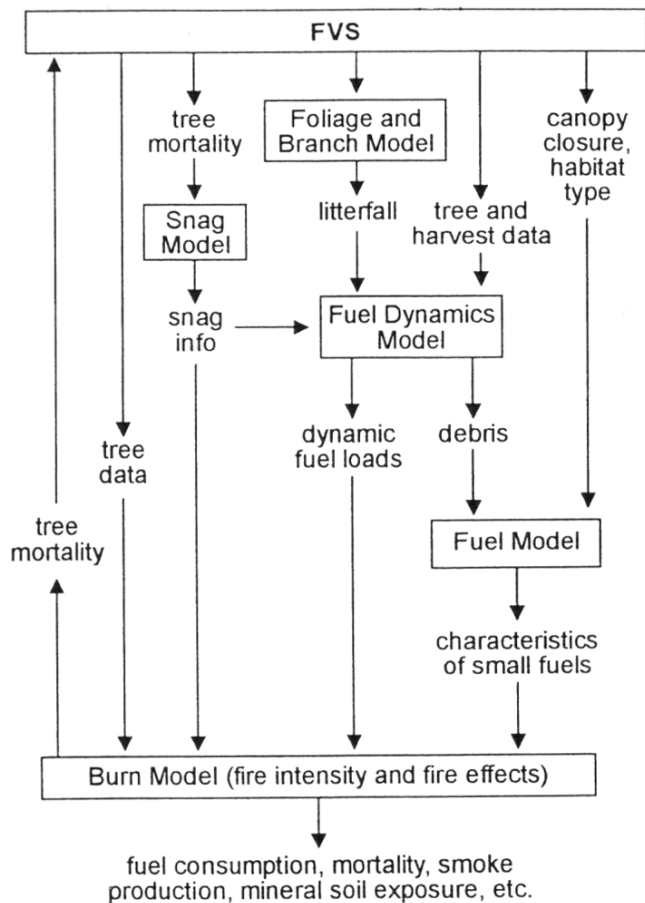 FVS
tree
mortality
Foliage and
Branch Model
canopy
closure,
habitat
type
Snag
Model
litterfall
tree and
harvest data
snag
info
Fuel Dynamics
Model
tree
data
dynamic
fuel loads
debris
tree
mortality
Fuel Model
characteristics
of small fuels
Burn Model (fire intensity and fire effects)
fuel consumption, mortality, smoke
production, mineral soil exposure, etc.